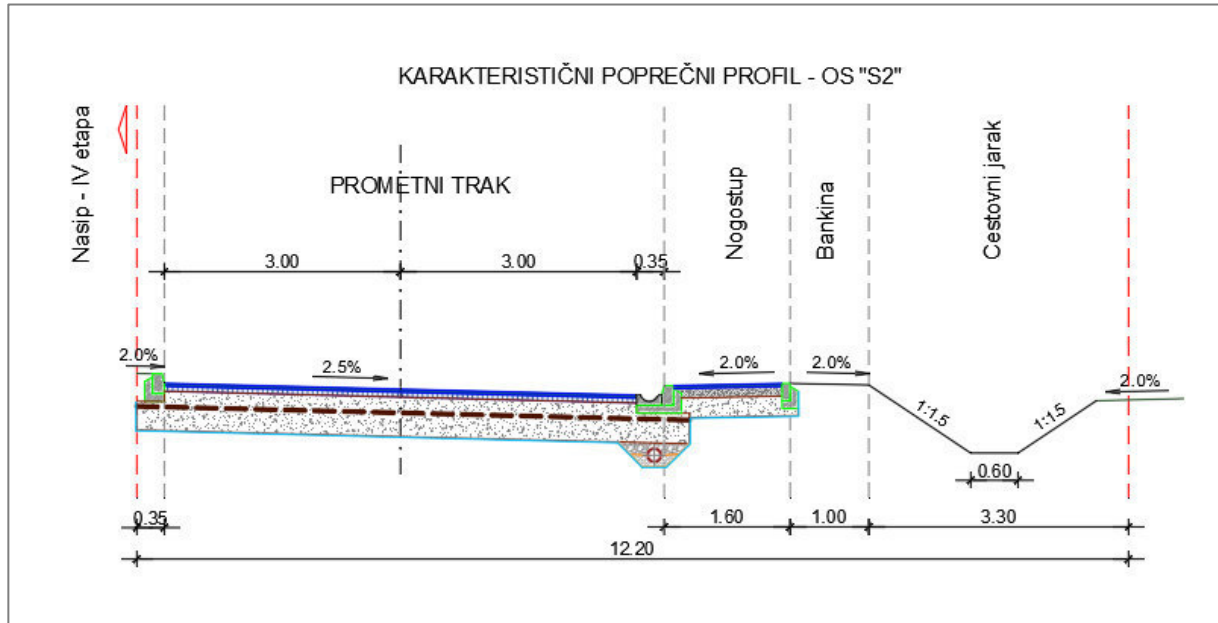 KARAKTERISTIČNI POPREČNI PROFIL - OS "S2"
Nasip - IV etapa
PROMETNI TRAK
Nogostup
Bankina
Cestovni jarak
3.00
3.00
0.35
2.0%
2.5%
2.0%
2.0%
2.0%
1:1.5
1:1.5
0.60
0.35
1.60
1.00
3.30
12.20